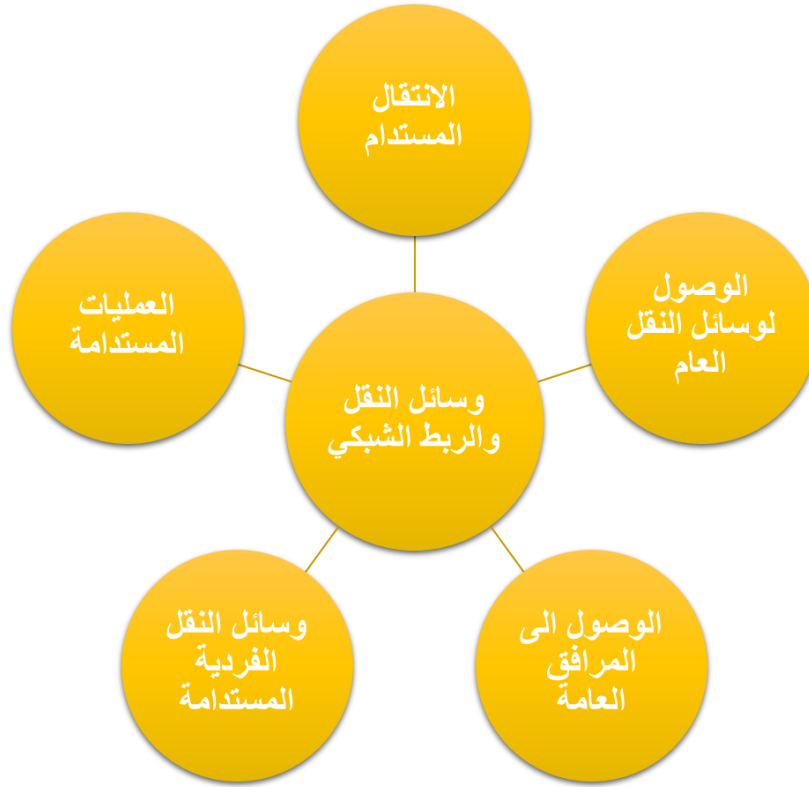 الانتقال
المستدام
الوصول
لوسائل النقل
العام
الوصول الى
المرافق
العامة
وسائل النقل
الفردية
المستدامة
العمليات
المستدامة
وسائل النقل
والربط الشبكي